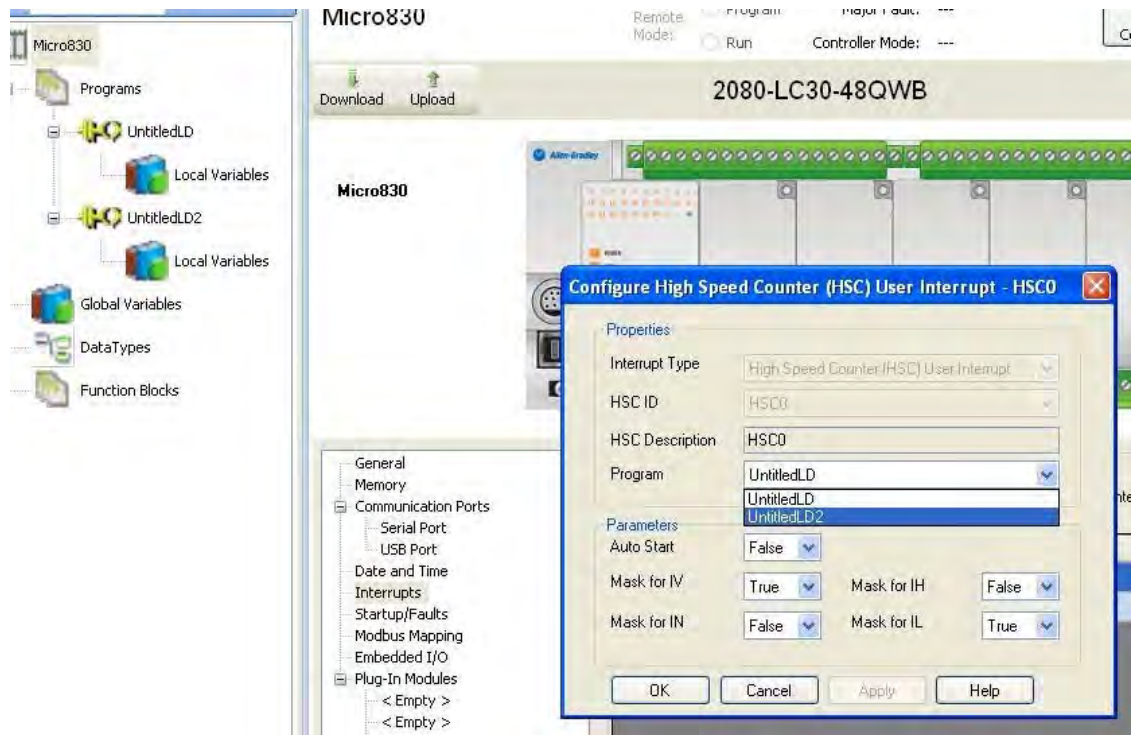 Micro830
Programs
UntitledLD
Local Variables
UntitledLD2
Local Variables
Global Variables
DataTypes
Function Blocks
Micro830
Remote Mode:
Program
Run
Major Fault: ---
Controller Mode: ---
Download Upload
2080-LC30-48QWB
Allen-Bradley
Micro830
General
Memory
Communication Ports
Serial Port
USB Port
Date and Time
Interrupts
Startup/Faults
Modbus Mapping
Embedded I/O
Plug-In Modules
< Empty >
< Empty >
Configure High Speed Counter (HSC) User Interrupt - HSC0
Properties
Interrupt Type High Speed Counter (HSC) User Interrupt
HSC ID HSC0
HSC Description HSC0
Program UntitledLD
UntitledLD
UntitledLD2
Parameters
Auto Start False
Mask for IV True Mask for IH False
Mask for IN False Mask for IL True
OK Cancel Apply Help